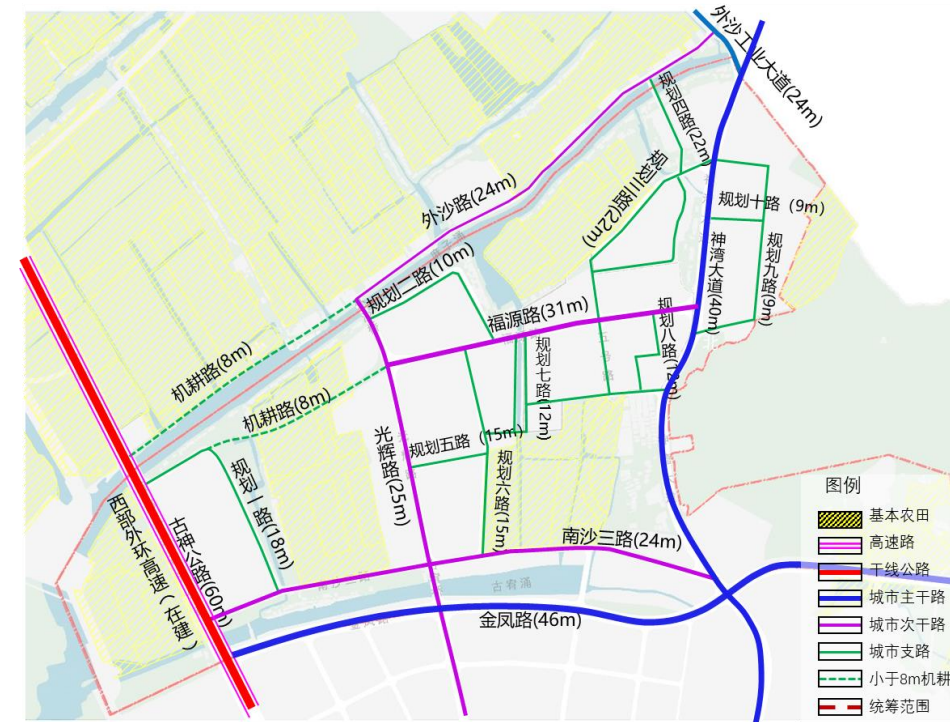 外沙工业大道(24m)
规划四路(22m)
外沙路(24m)
规划三路(22m)
规划十路（9m）
规划二路(10m)
神湾大道(40m)
规划九路(9m)
福源路(31m)
规划八路(12m)
机耕路(8m)
规划七路(12m)
机耕路(8m)
光辉路(25m)
规划五路（15m）
规划一路(18m)
规划六路(15m)
西部外环高速（在建）
古神公路(60m)
南沙三路(24m)
古宥涌
金凤路
金凤路(46m)
图例
基本农田
高速路
干线公路
城市主干路
城市次干路
城市支路
小于8m机耕
统筹范围